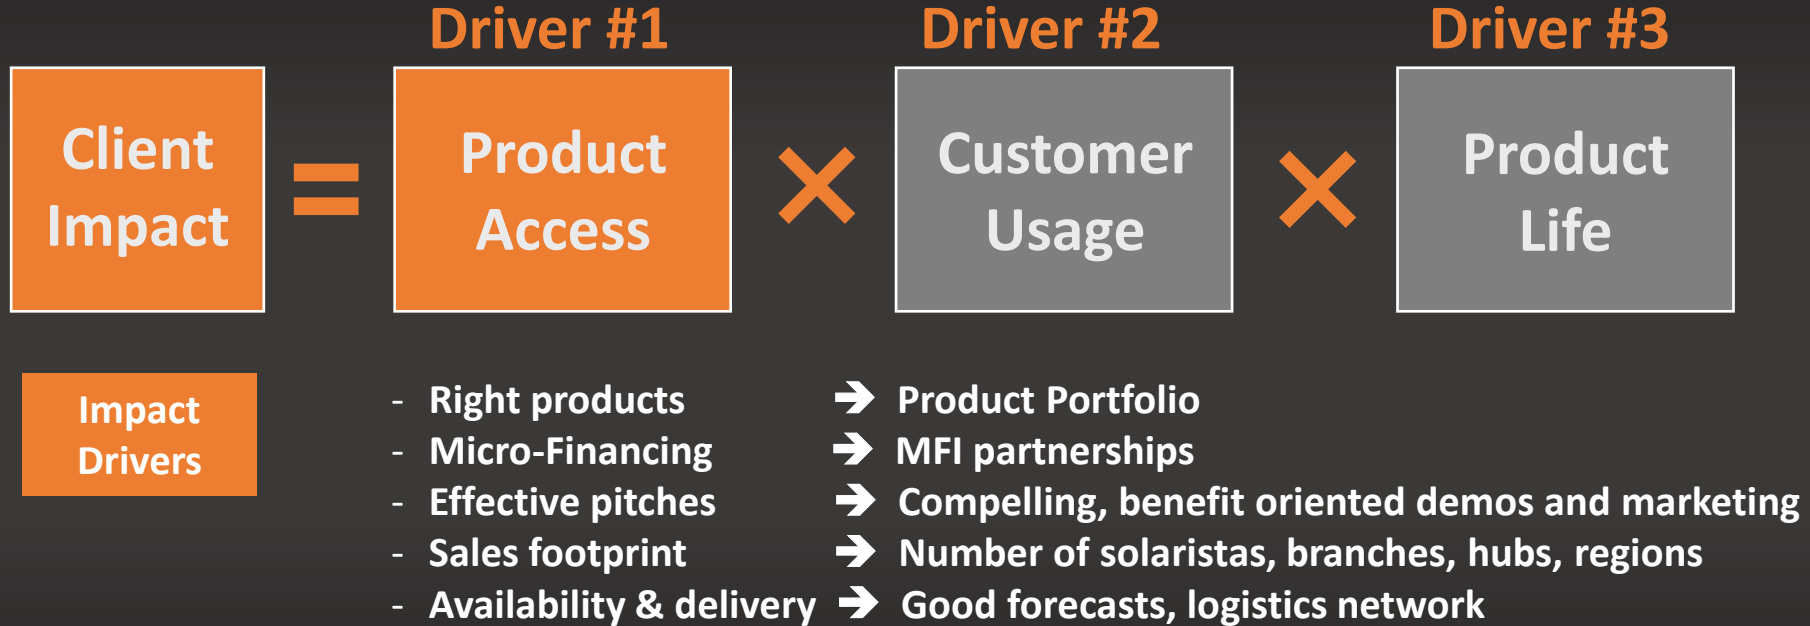 Driver #1 Driver #2 Driver #3
Client Impact = Product Access × Customer Usage × Product Life
Impact Drivers
- Right products ➔ Product Portfolio
- Micro-Financing ➔ MFI partnerships
- Effective pitches ➔ Compelling, benefit oriented demos and marketing
- Sales footprint ➔ Number of solaristas, branches, hubs, regions
- Availability & delivery ➔ Good forecasts, logistics network